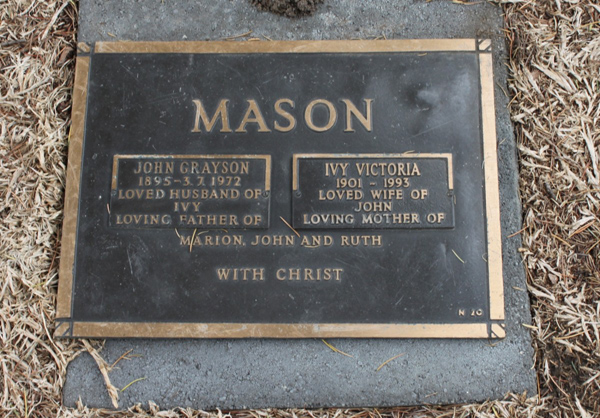 MASON
JOHN GRAYSON
1895-3.7.1972
LOVED HUSBAND OF
IVY
LOVING FATHER OF
IVY VICTORIA
1901 - 1993
LOVED WIFE OF
JOHN
LOVING MOTHER OF
MARION, JOHN AND RUTH
WITH CHRIST